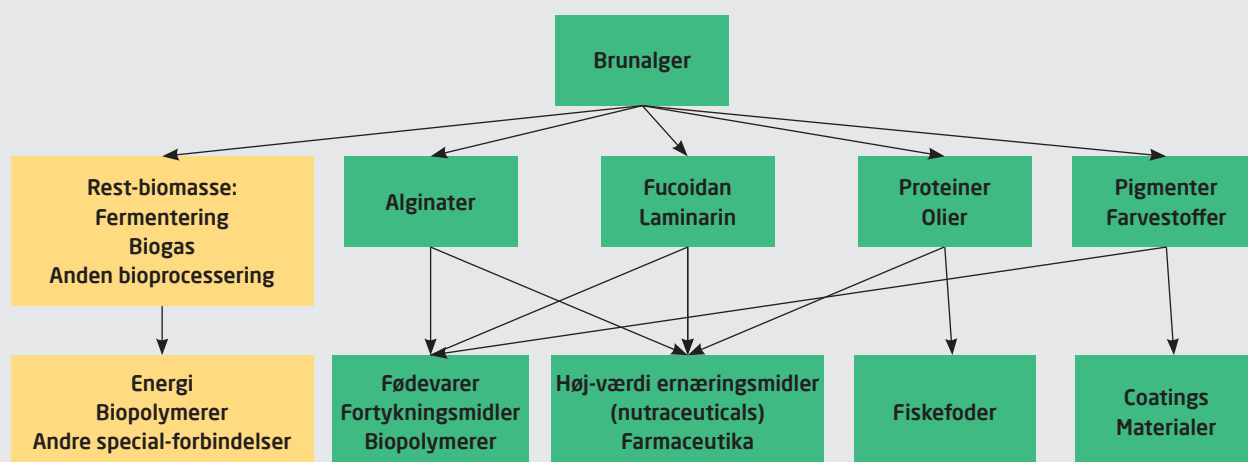 Brunalger
Rest-biomasse:
Fermentering
Biogas
Anden bioprocessering
Alginater
Fucoidan
Laminarin
Proteiner
Olier
Pigmenter
Farvestoffer
Energi
Biopolymerer
Andre special-forbindelser
Fødevarer
Fortykningsmidler
Biopolymerer
Høj-værdi ernæringsmidler
(nutraceuticals)
Farmaceutika
Fiskefoder
Coatings
Materialer